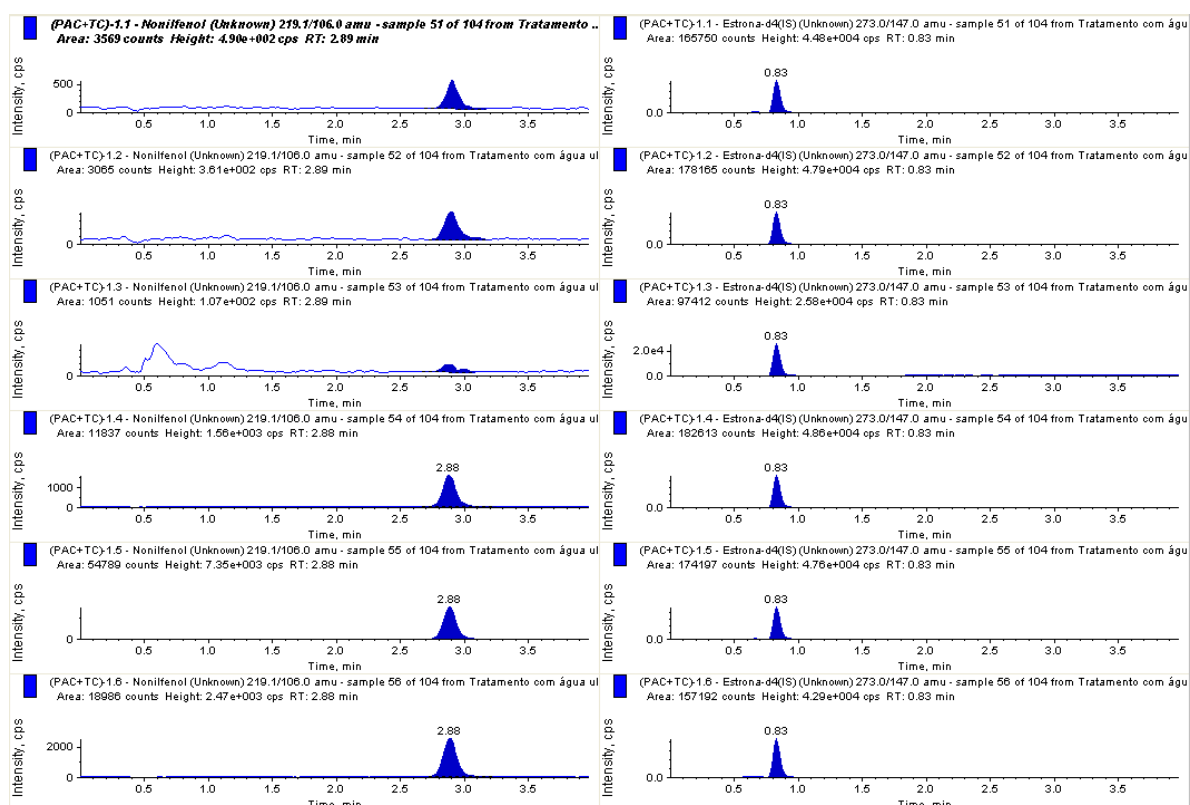 (PAC+TC)-1.1 - Nonilfenol (Unknown) 219.1/106.0 amu - sample 51 of 104 from Tratamento ..
Area: 3569 counts Height: 4.90e+002 cps RT: 2.89 min
Intensity, cps
500
0
0.5 1.0 1.5 2.0 2.5 3.0 3.5
Time, min
(PAC+TC)-1.1 - Estrona-d4(IS) (Unknown) 273.0/147.0 amu - sample 51 of 104 from Tratamento com águ
Area: 165750 counts Height: 4.48e+004 cps RT: 0.83 min
Intensity, cps
0.83
0.0
0.5 1.0 1.5 2.0 2.5 3.0 3.5
Time, min
(PAC+TC)-1.2 - Nonilfenol (Unknown) 219.1/106.0 amu - sample 52 of 104 from Tratamento com água ul
Area: 3065 counts Height: 3.61e+002 cps RT: 2.89 min
Intensity, cps
0
0.5 1.0 1.5 2.0 2.5 3.0 3.5
Time, min
(PAC+TC)-1.2 - Estrona-d4(IS) (Unknown) 273.0/147.0 amu - sample 52 of 104 from Tratamento com águ
Area: 178165 counts Height: 4.79e+004 cps RT: 0.83 min
Intensity, cps
0.83
0.0
0.5 1.0 1.5 2.0 2.5 3.0 3.5
Time, min
(PAC+TC)-1.3 - Nonilfenol (Unknown) 219.1/106.0 amu - sample 53 of 104 from Tratamento com água ul
Area: 1051 counts Height: 1.07e+002 cps RT: 2.89 min
Intensity, cps
0
0.5 1.0 1.5 2.0 2.5 3.0 3.5
Time, min
(PAC+TC)-1.3 - Estrona-d4(IS) (Unknown) 273.0/147.0 amu - sample 53 of 104 from Tratamento com águ
Area: 97412 counts Height: 2.58e+004 cps RT: 0.83 min
Intensity, cps
0.83
2.0e4
0.0
0.5 1.0 1.5 2.0 2.5 3.0 3.5
Time, min
(PAC+TC)-1.4 - Nonilfenol (Unknown) 219.1/106.0 amu - sample 54 of 104 from Tratamento com água ul
Area: 11837 counts Height: 1.56e+003 cps RT: 2.88 min
Intensity, cps
2.88
1000
0
0.5 1.0 1.5 2.0 2.5 3.0 3.5
Time, min
(PAC+TC)-1.4 - Estrona-d4(IS) (Unknown) 273.0/147.0 amu - sample 54 of 104 from Tratamento com águ
Area: 182613 counts Height: 4.86e+004 cps RT: 0.83 min
Intensity, cps
0.83
0.0
0.5 1.0 1.5 2.0 2.5 3.0 3.5
Time, min
(PAC+TC)-1.5 - Nonilfenol (Unknown) 219.1/106.0 amu - sample 55 of 104 from Tratamento com água ul
Area: 54789 counts Height: 7.35e+003 cps RT: 2.88 min
Intensity, cps
2.88
0
0.5 1.0 1.5 2.0 2.5 3.0 3.5
Time, min
(PAC+TC)-1.5 - Estrona-d4(IS) (Unknown) 273.0/147.0 amu - sample 55 of 104 from Tratamento com águ
Area: 174197 counts Height: 4.76e+004 cps RT: 0.83 min
Intensity, cps
0.83
0.0
0.5 1.0 1.5 2.0 2.5 3.0 3.5
Time, min
(PAC+TC)-1.6 - Nonilfenol (Unknown) 219.1/106.0 amu - sample 56 of 104 from Tratamento com água ul
Area: 18986 counts Height: 2.47e+003 cps RT: 2.88 min
Intensity, cps
2.88
2000
0
0.5 1.0 1.5 2.0 2.5 3.0 3.5
Time, min
(PAC+TC)-1.6 - Estrona-d4(IS) (Unknown) 273.0/147.0 amu - sample 56 of 104 from Tratamento com águ
Area: 157192 counts Height: 4.29e+004 cps RT: 0.83 min
Intensity, cps
0.83
0.0
0.5 1.0 1.5 2.0 2.5 3.0 3.5
Time, min